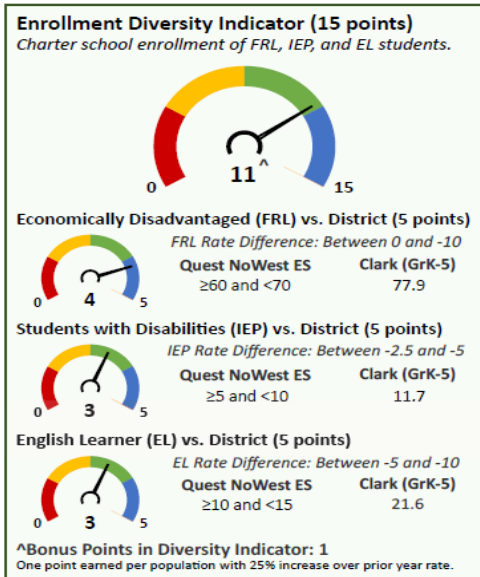 Enrollment Diversity Indicator (15 points)
Charter school enrollment of FRL, IEP, and EL students.
11^
0 15
Economically Disadvantaged (FRL) vs. District (5 points)
FRL Rate Difference: Between 0 and -10
Quest NoWest ES Clark (GrK-5)
≥60 and <70 77.9
0 4 5
Students with Disabilities (IEP) vs. District (5 points)
IEP Rate Difference: Between -2.5 and -5
Quest NoWest ES Clark (GrK-5)
≥5 and <10 11.7
0 3 5
English Learner (EL) vs. District (5 points)
EL Rate Difference: Between -5 and -10
Quest NoWest ES Clark (GrK-5)
≥10 and <15 21.6
0 3 5
^Bonus Points in Diversity Indicator: 1
One point earned per population with 25% increase over prior year rate.